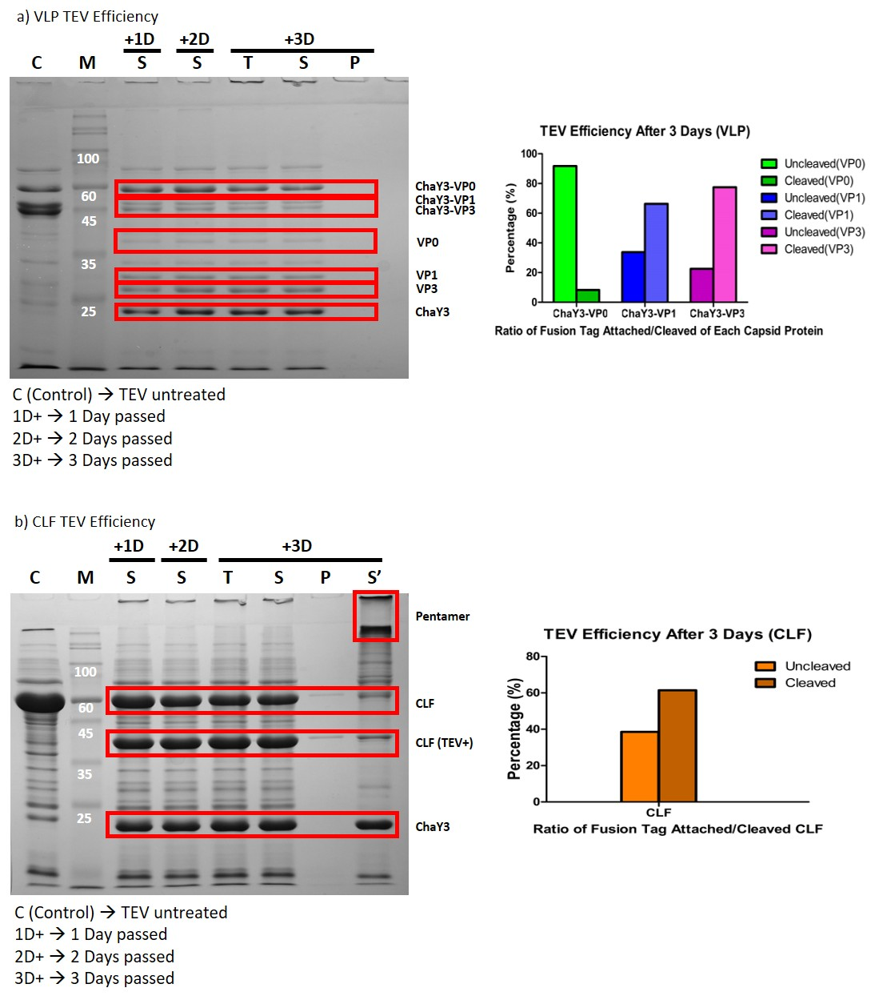 a) VLP TEV Efficiency
+1D +2D +3D
C M S S T S P
100
60
45
35
25
ChaY3-VP0
ChaY3-VP1
ChaY3-VP3
VP0
VP1
VP3
ChaY3
TEV Efficiency After 3 Days (VLP)
Percentage (%)
100
80
60
40
20
0
ChaY3-VP0 ChaY3-VP1 ChaY3-VP3
Ratio of Fusion Tag Attached/Cleaved of Each Capsid Protein
Uncleaved(VP0)
Cleaved(VP0)
Uncleaved(VP1)
Cleaved(VP1)
Uncleaved(VP3)
Cleaved(VP3)
C (Control) → TEV untreated
1D+ → 1 Day passed
2D+ → 2 Days passed
3D+ → 3 Days passed
b) CLF TEV Efficiency
+1D +2D +3D
C M S S T S P S’
100
60
45
35
25
Pentamer
CLF
CLF (TEV+)
ChaY3
TEV Efficiency After 3 Days (CLF)
Percentage (%)
80
60
40
20
0
CLF
Ratio of Fusion Tag Attached/Cleaved CLF
Uncleaved
Cleaved
C (Control) → TEV untreated
1D+ → 1 Day passed
2D+ → 2 Days passed
3D+ → 3 Days passed